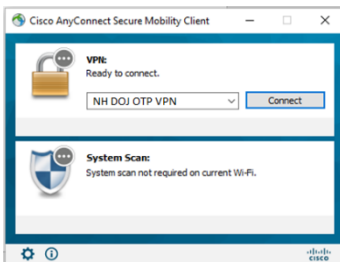 Cisco AnyConnect Secure Mobility Client
VPN:
Ready to connect.
NH DOJ OTP VPN
Connect
System Scan:
System scan not required on current Wi-Fi.
CISCO